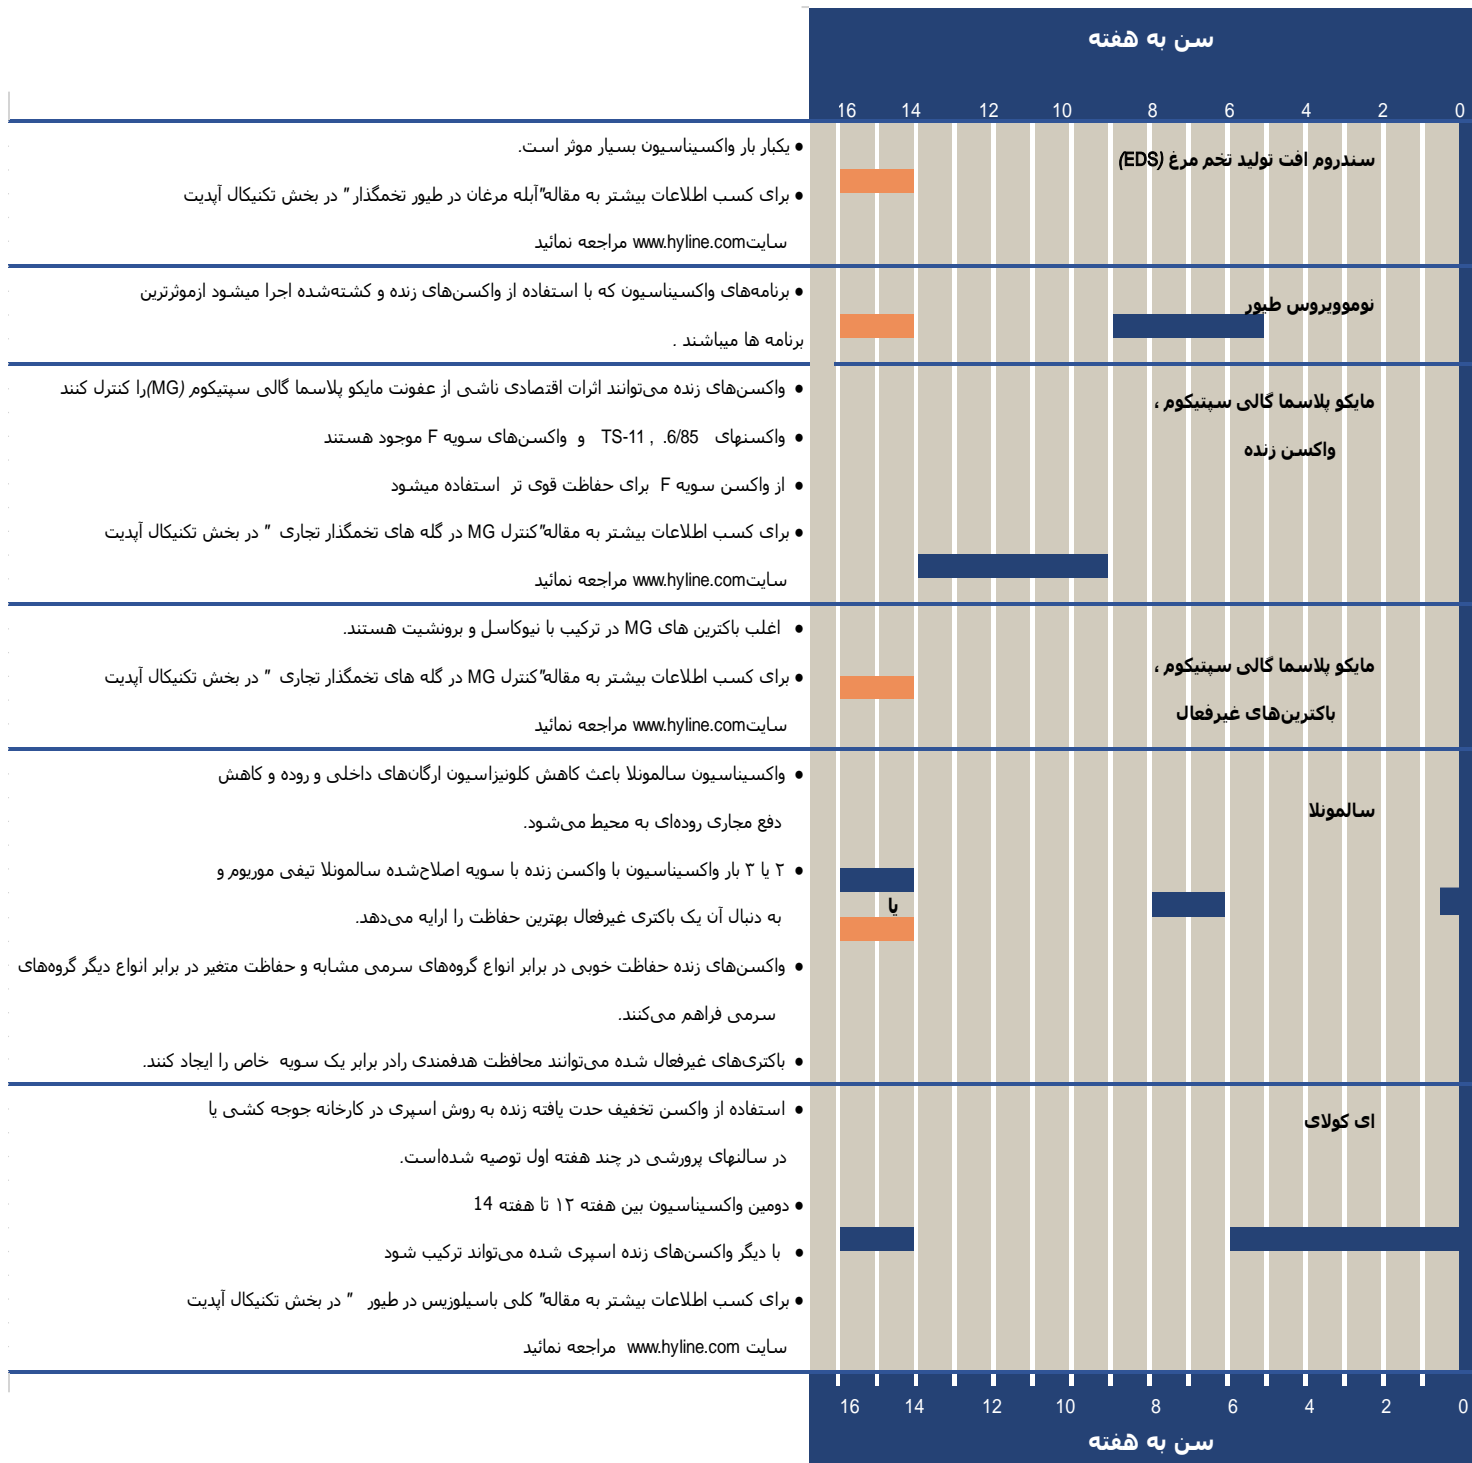 سن به هفته
0 2 4 6 8 10 12 14 16
سندروم افت تولید تخم مرغ (EDS)
● یکبار بار واکسیناسیون بسیار موثر است.
● برای کسب اطلاعات بیشتر به مقاله"آبله مرغان در طیور تخمگذار " در بخش تکنیکال آپدیت
سایتwww.hyline.com مراجعه نمائید
نوموویروس طیور
● برنامه‌های واکسیناسیون که با استفاده از واکسن‌های زنده و کشته‌شده اجرا میشود ازموثرترین
برنامه ها میباشند .
مایکو پلاسما گالی سپتیکوم ،
واکسن زنده
● واکسن‌های زنده می‌توانند اثرات اقتصادی ناشی از عفونت مایکو پلاسما گالی سپتیکوم (MG)را کنترل کنند
● واکسنهای 6/85. , TS-11 و واکسن‌های سویه F موجود هستند
● از واکسن سویه F برای حفاظت قوی تر استفاده میشود
● برای کسب اطلاعات بیشتر به مقاله"کنترل MG در گله های تخمگذار تجاری " در بخش تکنیکال آپدیت
سایتwww.hyline.com مراجعه نمائید
مایکو پلاسما گالی سپتیکوم ،
باکترین‌های غیرفعال
● اغلب باکترین های MG در ترکیب با نیوکاسل و برونشیت هستند.
● برای کسب اطلاعات بیشتر به مقاله"کنترل MG در گله های تخمگذار تجاری " در بخش تکنیکال آپدیت
سایتwww.hyline.com مراجعه نمائید
سالمونلا
یا
● واکسیناسیون سالمونلا باعث کاهش کلونیزاسیون ارگان‌های داخلی و روده و کاهش
دفع مجاری روده‌ای به محیط می‌شود.
● ۲ یا ۳ بار واکسیناسیون با واکسن زنده با سویه اصلاح‌شده سالمونلا تیفی موریوم و
به دنبال آن یک باکتری غیرفعال بهترین حفاظت را ارایه می‌دهد.
● واکسن‌های زنده حفاظت خوبی در برابر انواع گروه‌های سرمی مشابه و حفاظت متغیر در برابر انواع دیگر گروه‌های
سرمی فراهم می‌کنند.
● باکتری‌های غیرفعال شده می‌توانند محافظت هدفمندی رادر برابر یک سویه خاص را ایجاد کنند.
ای کولای
● استفاده از واکسن تخفیف حدت یافته زنده به روش اسپری در کارخانه جوجه کشی یا
در سالنهای پرورشی در چند هفته اول توصیه شده‌است.
● دومین واکسیناسیون بین هفته ۱۲ تا هفته 14
● با دیگر واکسن‌های زنده اسپری شده می‌تواند ترکیب شود
● برای کسب اطلاعات بیشتر به مقاله" کلی باسیلوزیس در طیور " در بخش تکنیکال آپدیت
سایت www.hyline.com مراجعه نمائید
0 2 4 6 8 10 12 14 16
سن به هفته